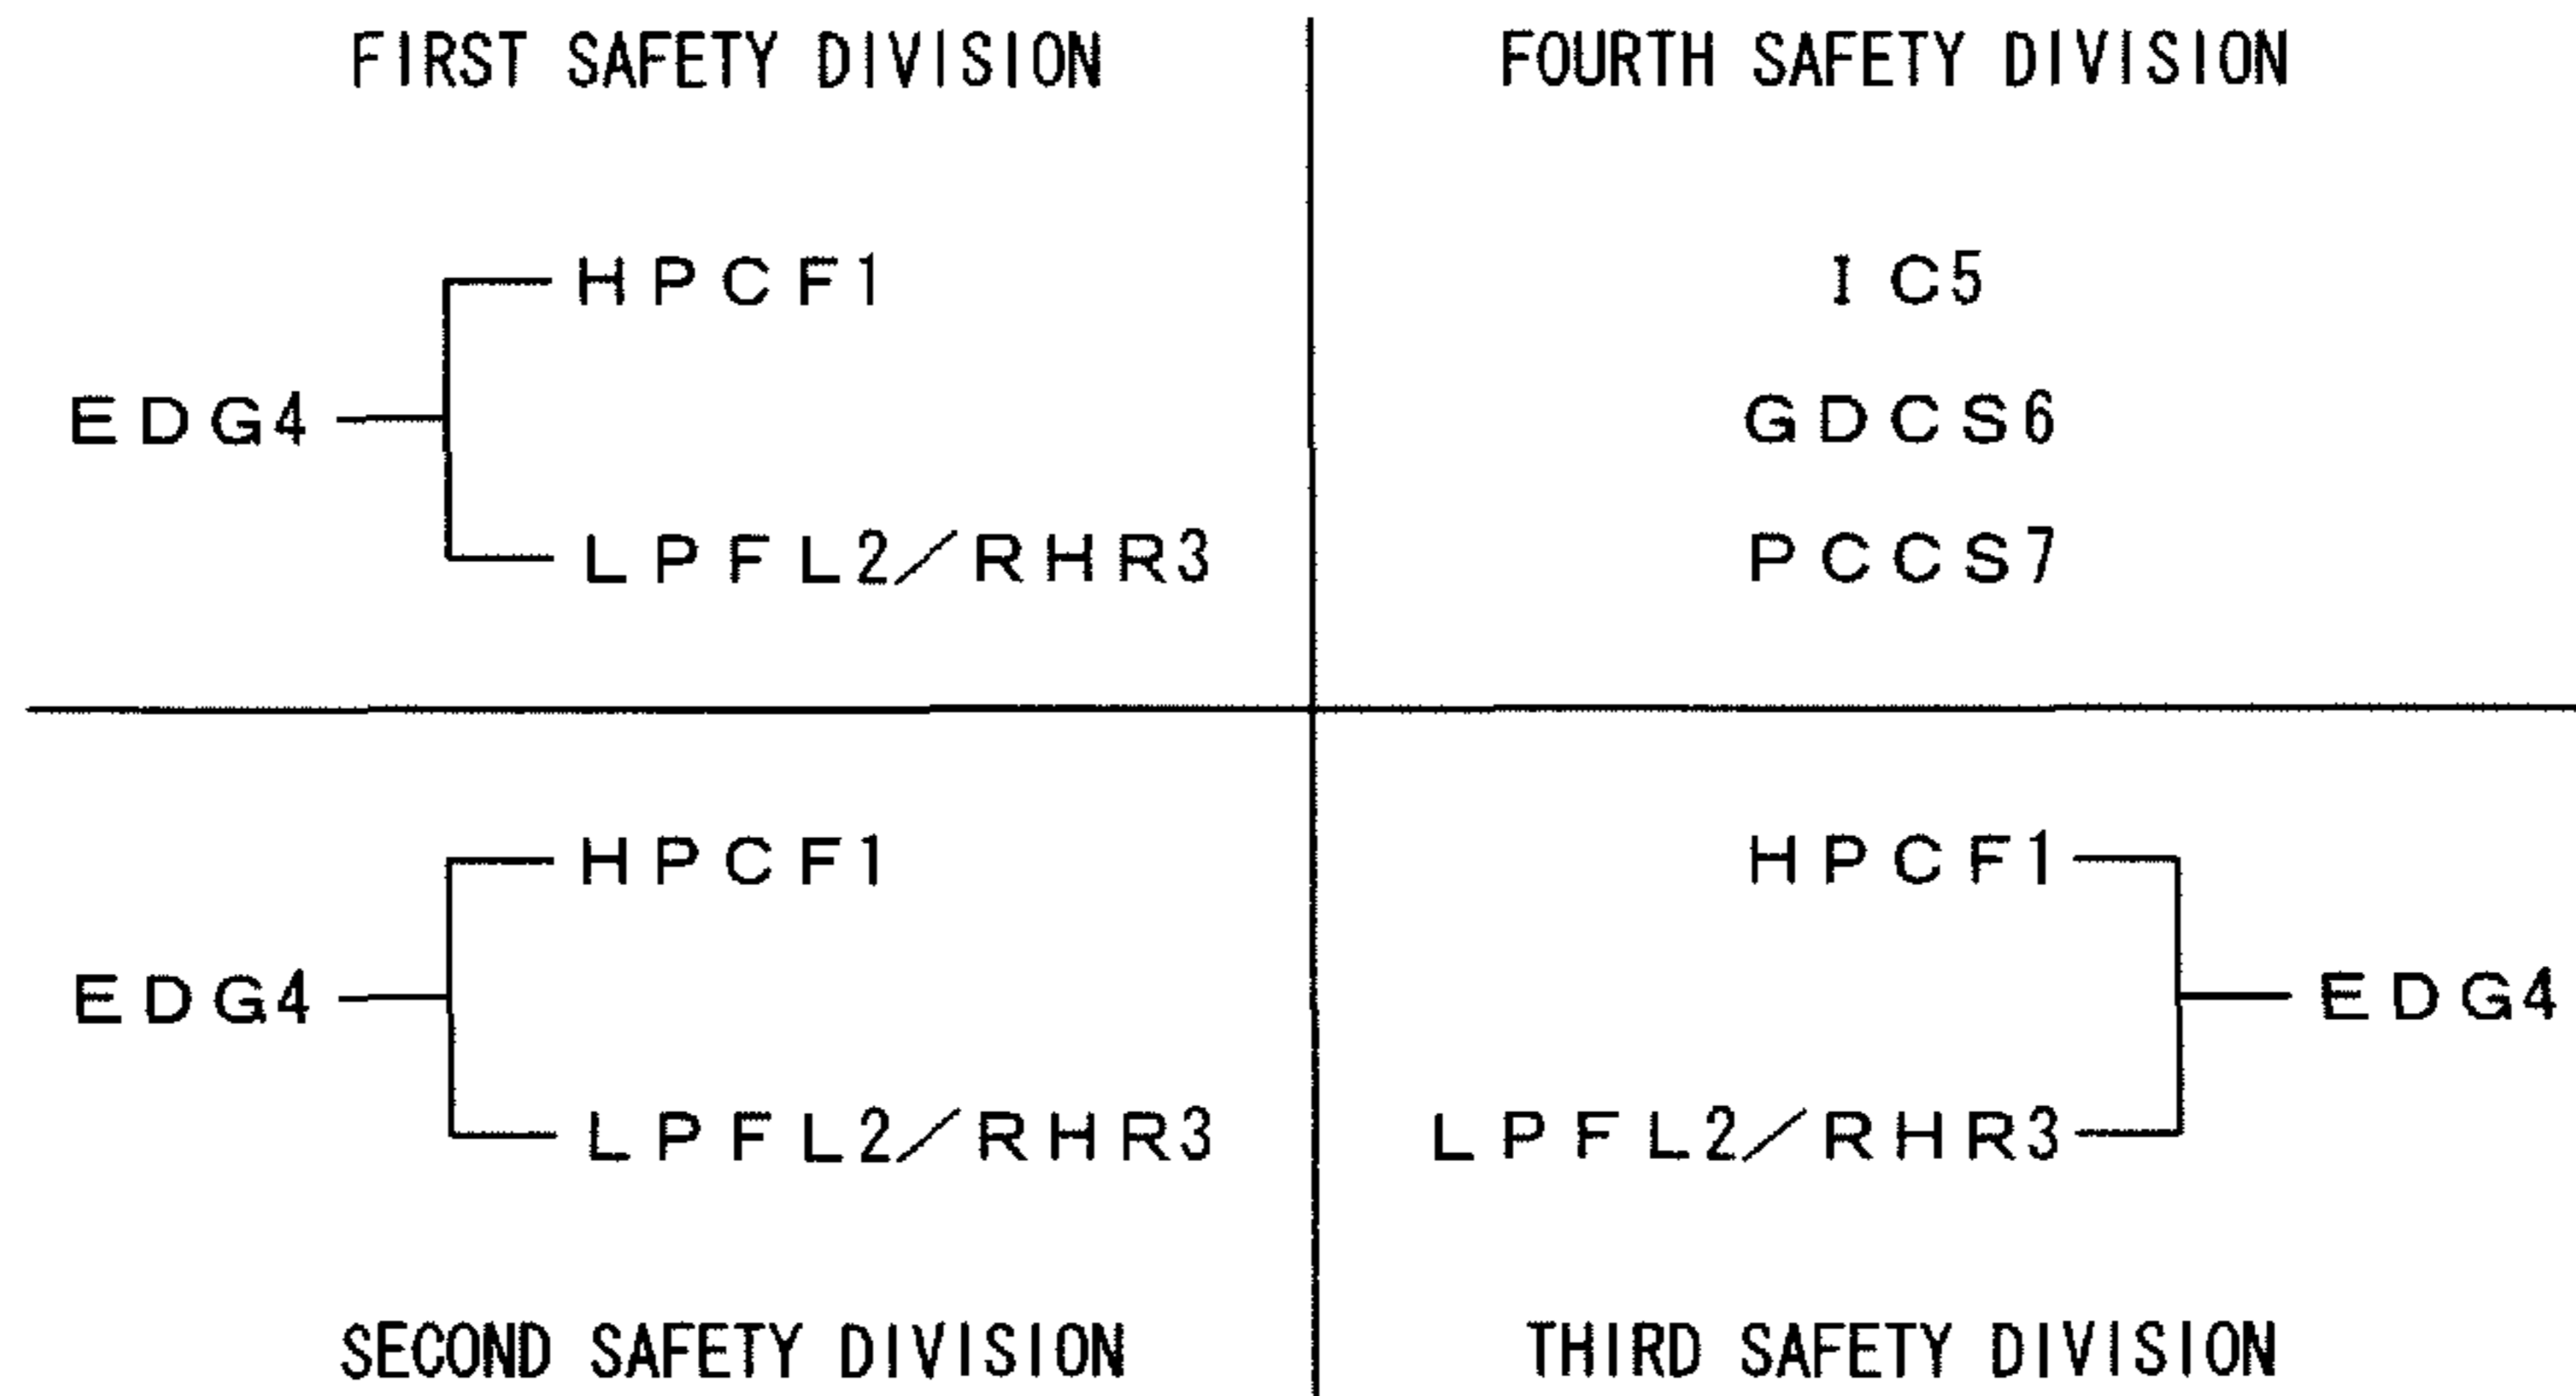 FIRST SAFETY DIVISION
HPCF1
EDG4
LPFL2/RHR3
FOURTH SAFETY DIVISION
IC5
GDCS6
PCCS7
HPCF1
EDG4
LPFL2/RHR3
SECOND SAFETY DIVISION
HPCF1
EDG4
LPFL2/RHR3
THIRD SAFETY DIVISION